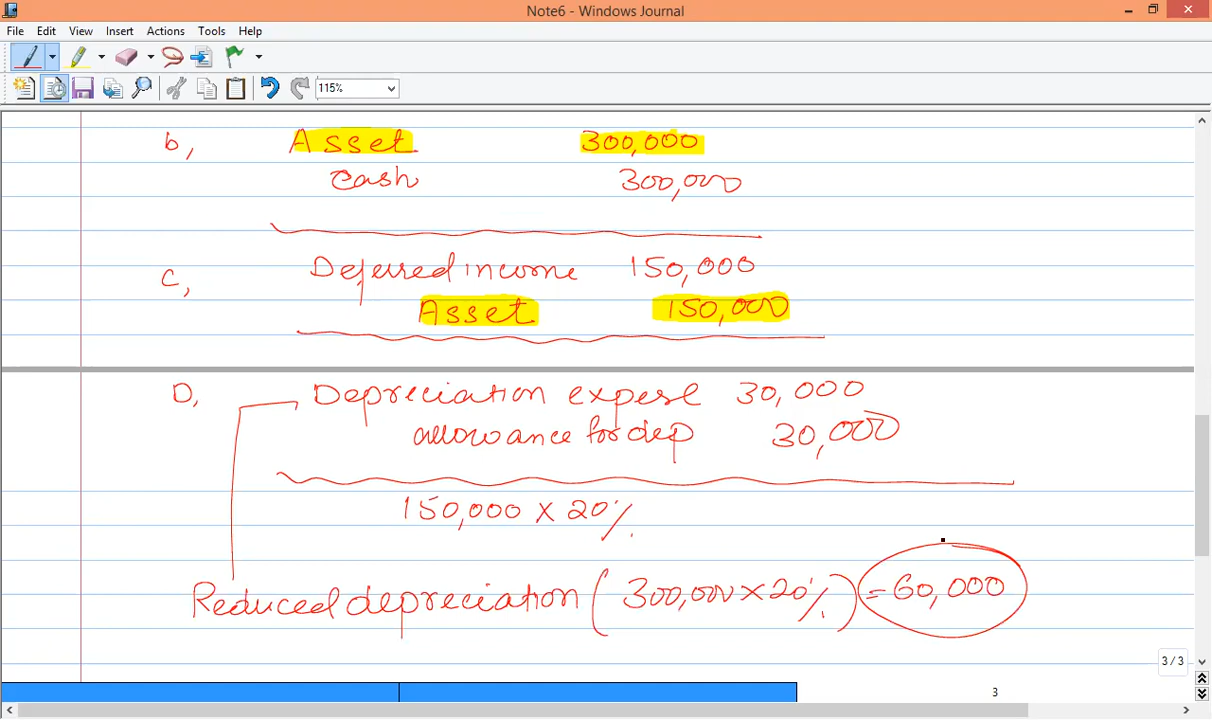 Note6 - Windows Journal
File Edit View Insert Actions Tools Help
115%
b, Asset 300,000
Cash 300,000
C, Deferred income 150,000
Asset 150,000
D, Depreciation expese 30,000
allowance for dep 30,000
150,000 x 20%
Reduced depreciation (300,000 x 20%) = 60,000
3/3
3